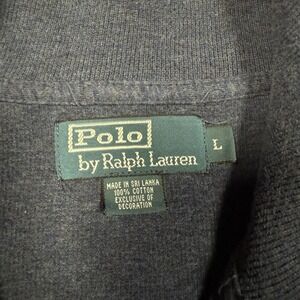 Polo
by Ralph Lauren
L
MADE IN SRI LANKA
100% COTTON
EXCLUSIVE OF
DECORATION